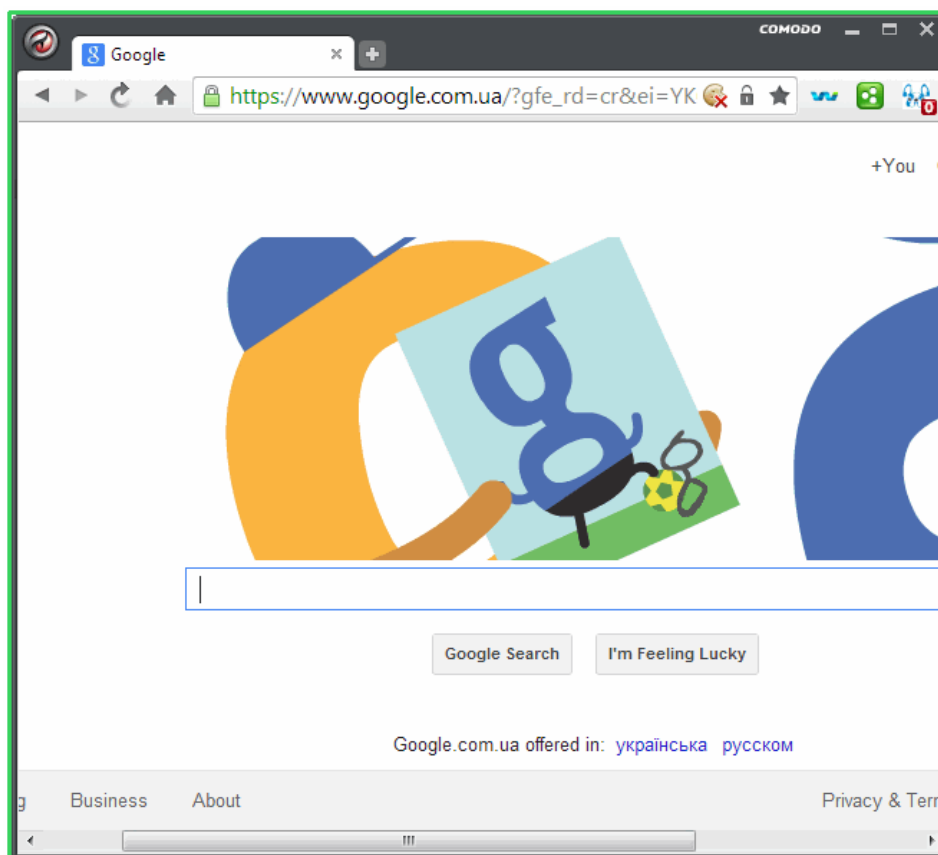 COMODO
Google
https://www.google.com.ua/?gfe_rd=cr&ei=YK
0
+You
g
g
Google Search
I'm Feeling Lucky
Google.com.ua offered in: українська русском
g Business About Privacy & Terr